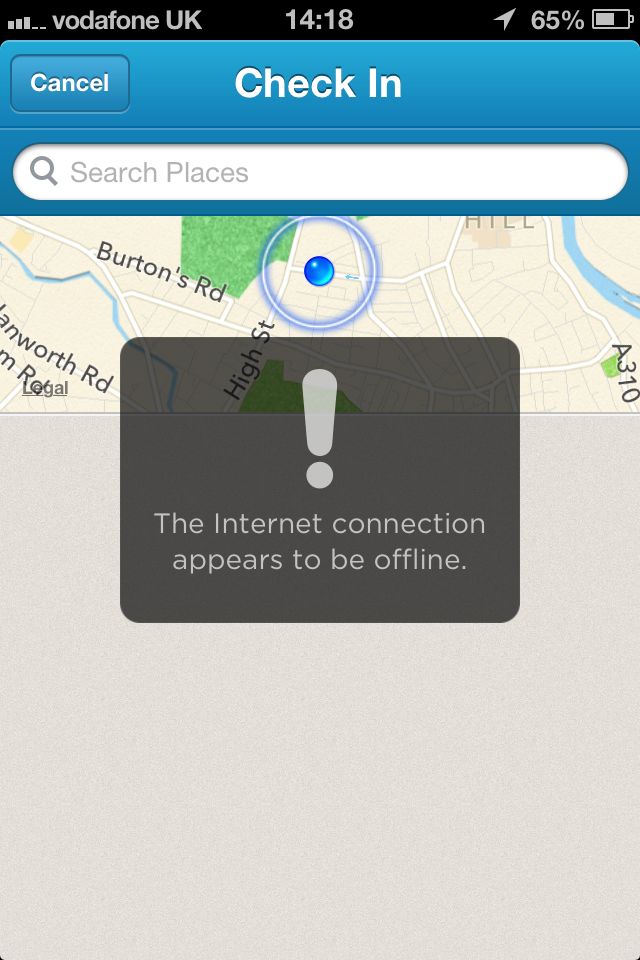 vodafone UK 14:18 65%
Cancel Check In
Search Places
HILL
Burton's Rd
High St
anworth Rd
m Rd
A310
Legal
The Internet connection
appears to be offline.